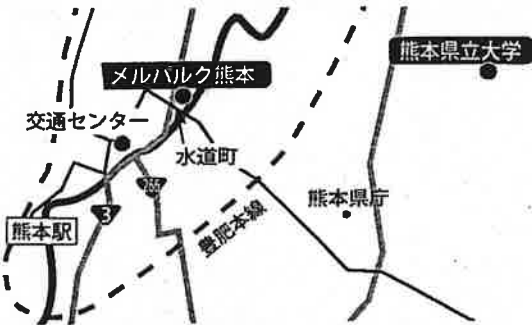 熊本県立大学
メルパルク熊本
交通センター
水道町
熊本県庁
熊本駅
3
266
豊肥本線